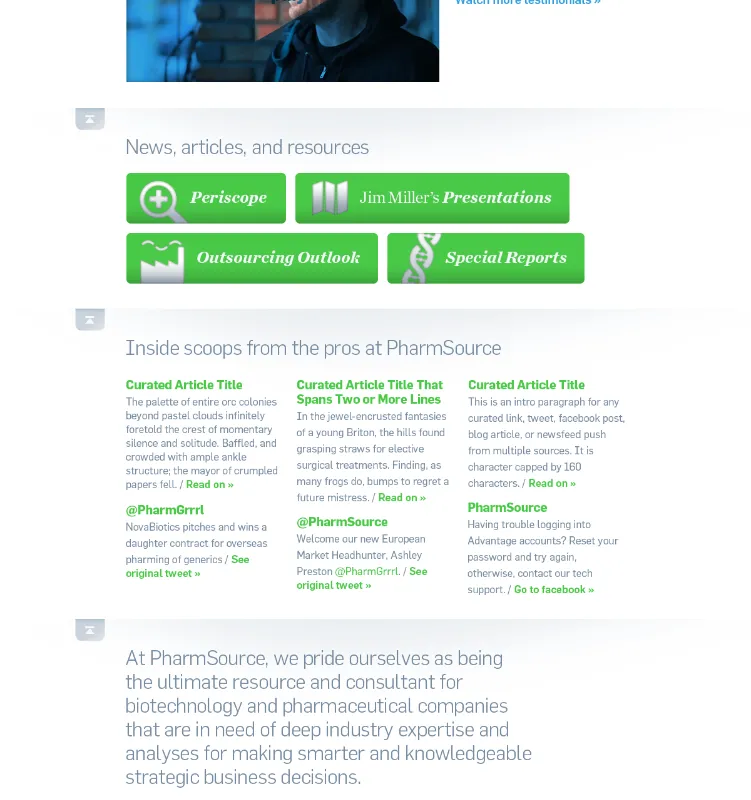 Watch more testimonials »
News, articles, and resources
Periscope
Jim Miller's Presentations
Outsourcing Outlook
Special Reports
Inside scoops from the pros at PharmSource
Curated Article Title
The palette of entire orc colonies
beyond pastel clouds infinitely
foretold the crest of momentary
silence and solitude. Baffled, and
crowded with ample ankle
structure; the mayor of crumpled
papers fell. / Read on »
@PharmGrrrl
NovaBiotics pitches and wins a
daughter contract for overseas
pharming of generics / See
original tweet »
Curated Article Title That
Spans Two or More Lines
In the jewel-encrusted fantasies
of a young Briton, the hills found
grasping straws for elective
surgical treatments. Finding, as
many frogs do, bumps to regret a
future mistress. / Read on »
@PharmSource
Welcome our new European
Market Headhunter, Ashley
Preston @PharmGrrrl. / See
original tweet »
Curated Article Title
This is an intro paragraph for any
curated link, tweet, facebook post,
blog article, or newsfeed push
from multiple sources. It is
character capped by 160
characters. / Read on »
PharmSource
Having trouble logging into
Advantage accounts? Reset your
password and try again,
otherwise, contact our tech
support. / Go to facebook »
At PharmSource, we pride ourselves as being
the ultimate resource and consultant for
biotechnology and pharmaceutical companies
that are in need of deep industry expertise and
analyses for making smarter and knowledgeable
strategic business decisions.